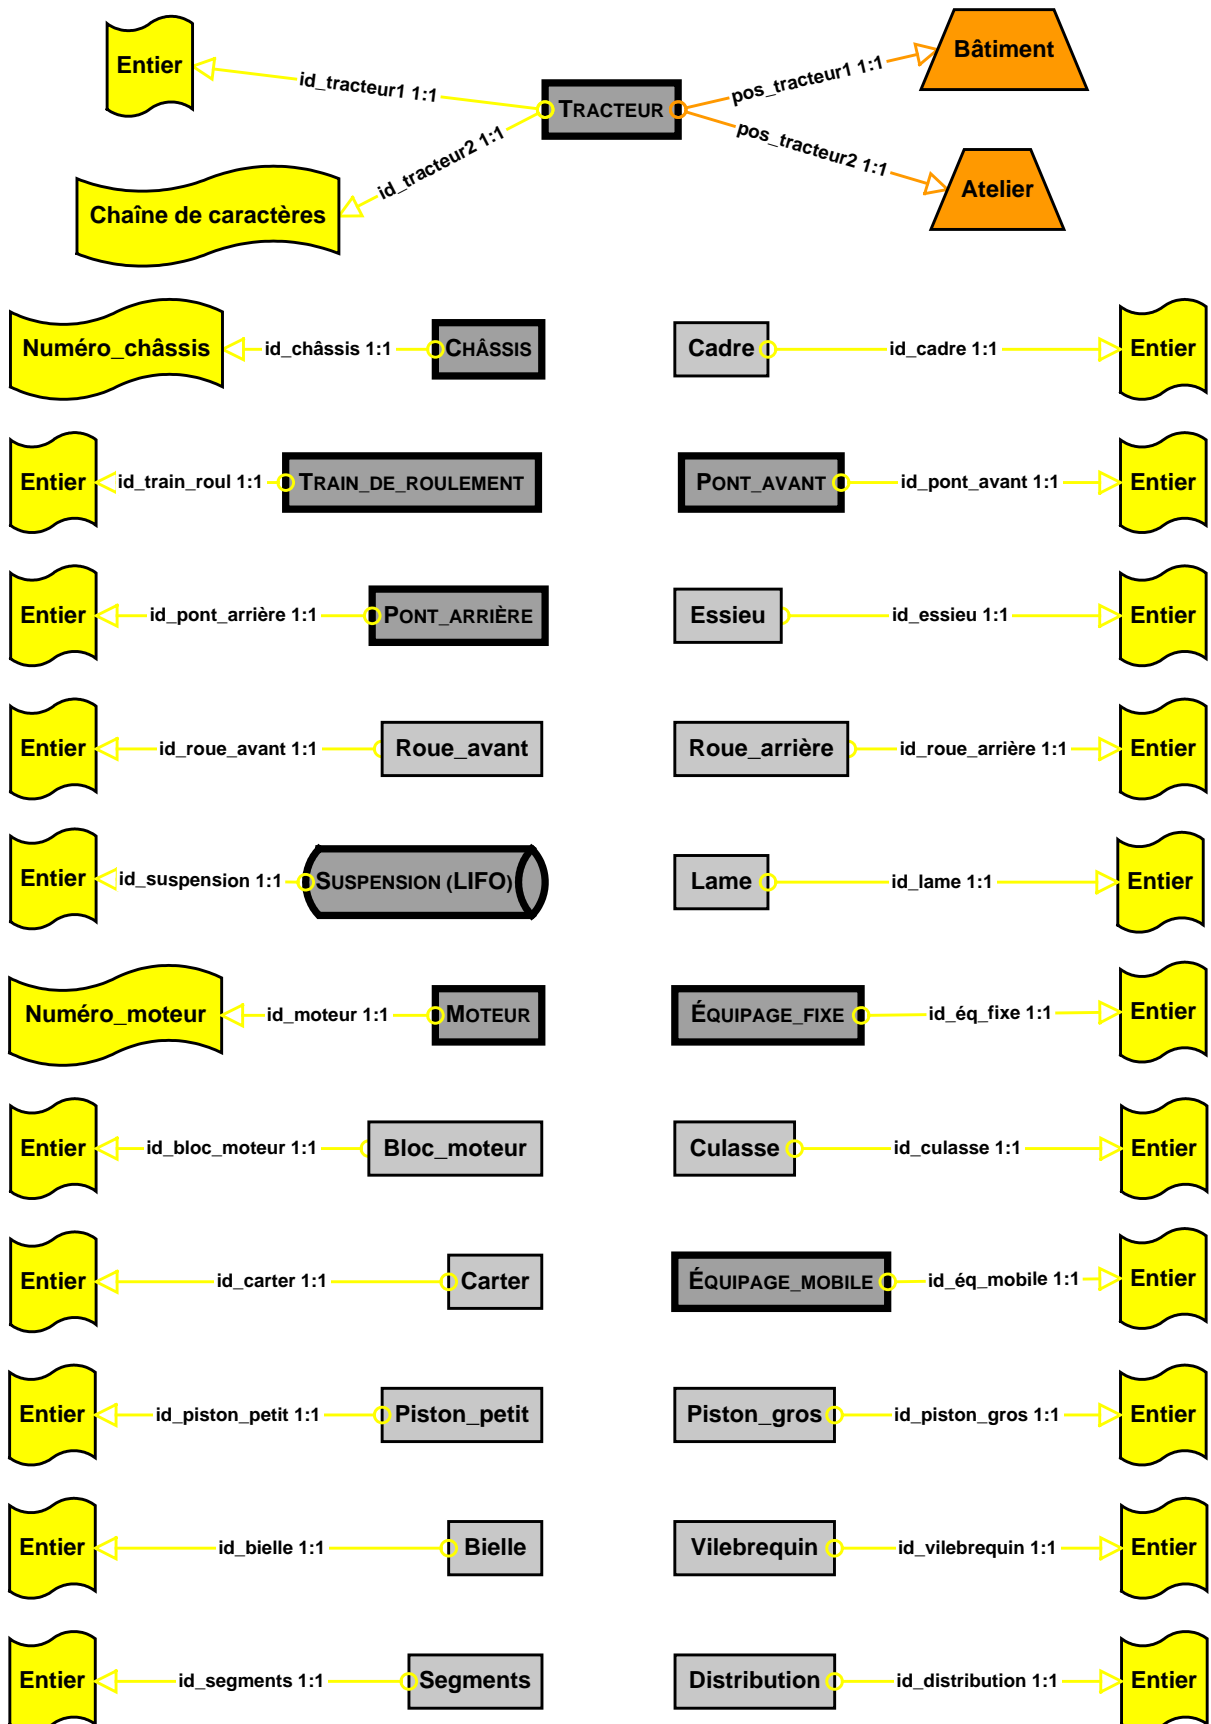 Entier
id_tracteur1 1:1
TRACTEUR
pos_tracteur1 1:1
Bâtiment
Chaîne de caractères
id_tracteur2 1:1
pos_tracteur2 1:1
Atelier
Numéro_châssis
id_châssis 1:1
CHÂSSIS
Cadre
id_cadre 1:1
Entier
Entier
id_train_roul 1:1
TRAIN_DE_ROULEMENT
PONT_AVANT
id_pont_avant 1:1
Entier
Entier
id_pont_arrière 1:1
PONT_ARRIÈRE
Essieu
id_essieu 1:1
Entier
Entier
id_roue_avant 1:1
Roue_avant
Roue_arrière
id_roue_arrière 1:1
Entier
Entier
id_suspension 1:1
SUSPENSION (LIFO)
Lame
id_lame 1:1
Entier
Numéro_moteur
id_moteur 1:1
MOTEUR
ÉQUIPAGE_FIXE
id_éq_fixe 1:1
Entier
Entier
id_bloc_moteur 1:1
Bloc_moteur
Culasse
id_culasse 1:1
Entier
Entier
id_carter 1:1
Carter
ÉQUIPAGE_MOBILE
id_éq_mobile 1:1
Entier
Entier
id_piston_petit 1:1
Piston_petit
Piston_gros
id_piston_gros 1:1
Entier
Entier
id_bielle 1:1
Bielle
Vilebrequin
id_vilebrequin 1:1
Entier
Entier
id_segments 1:1
Segments
Distribution
id_distribution 1:1
Entier